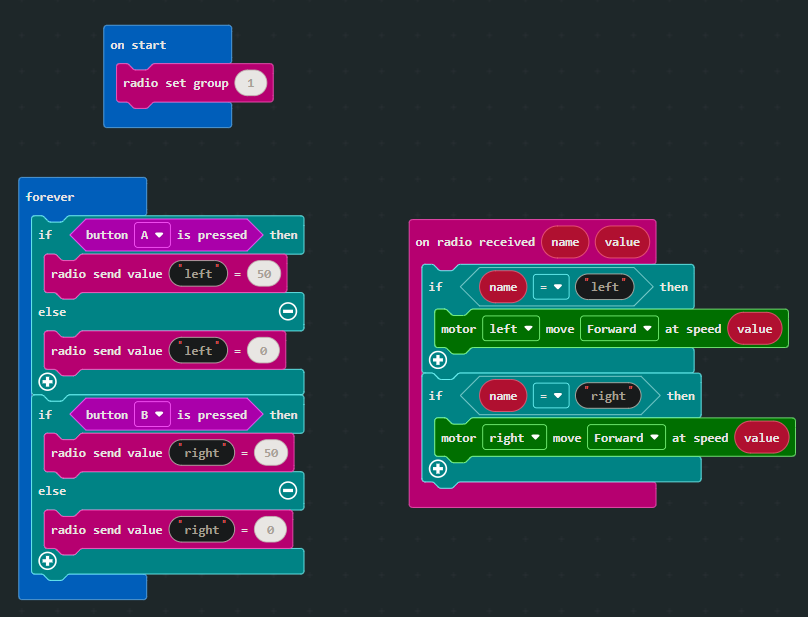 on start
radio set group 1
forever
if button A is pressed then
radio send value "left" = 50
else
radio send value "left" = 0
if button B is pressed then
radio send value "right" = 50
else
radio send value "right" = 0
on radio received name value
if name = "left" then
motor left move Forward at speed value
if name = "right" then
motor right move Forward at speed value